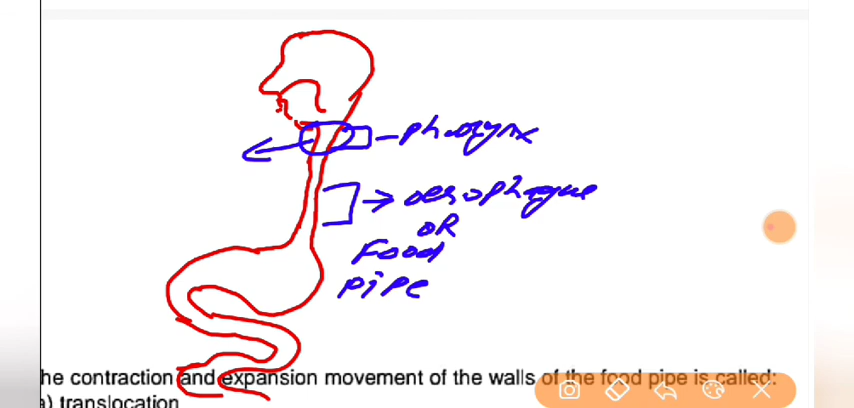 pharynx
oesophague
OR
Food
pipe
he contraction and expansion movement of the walls of the food pipe is called:
a) translocation